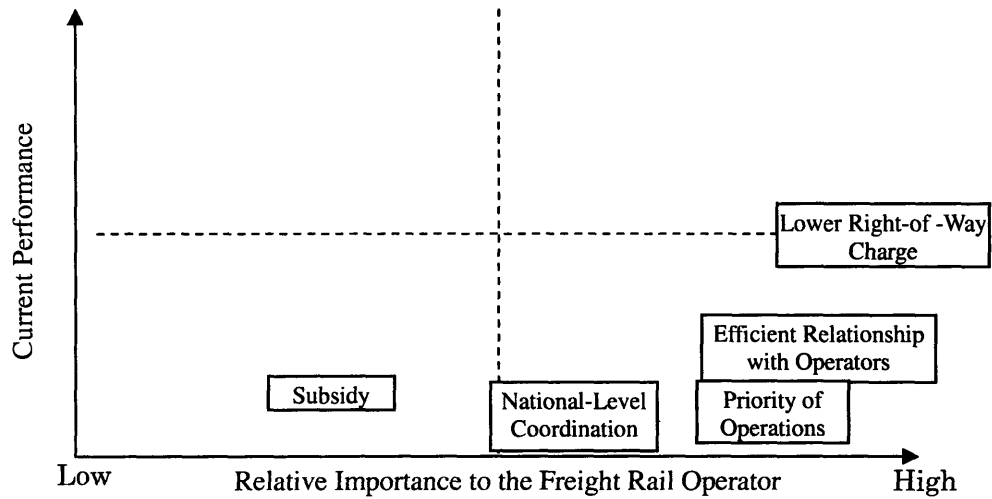 Current Performance
Lower Right-of -Way
Charge
Efficient Relationship
with Operators
Subsidy
National-Level
Coordination
Priority of
Operations
Low
Relative Importance to the Freight Rail Operator
High